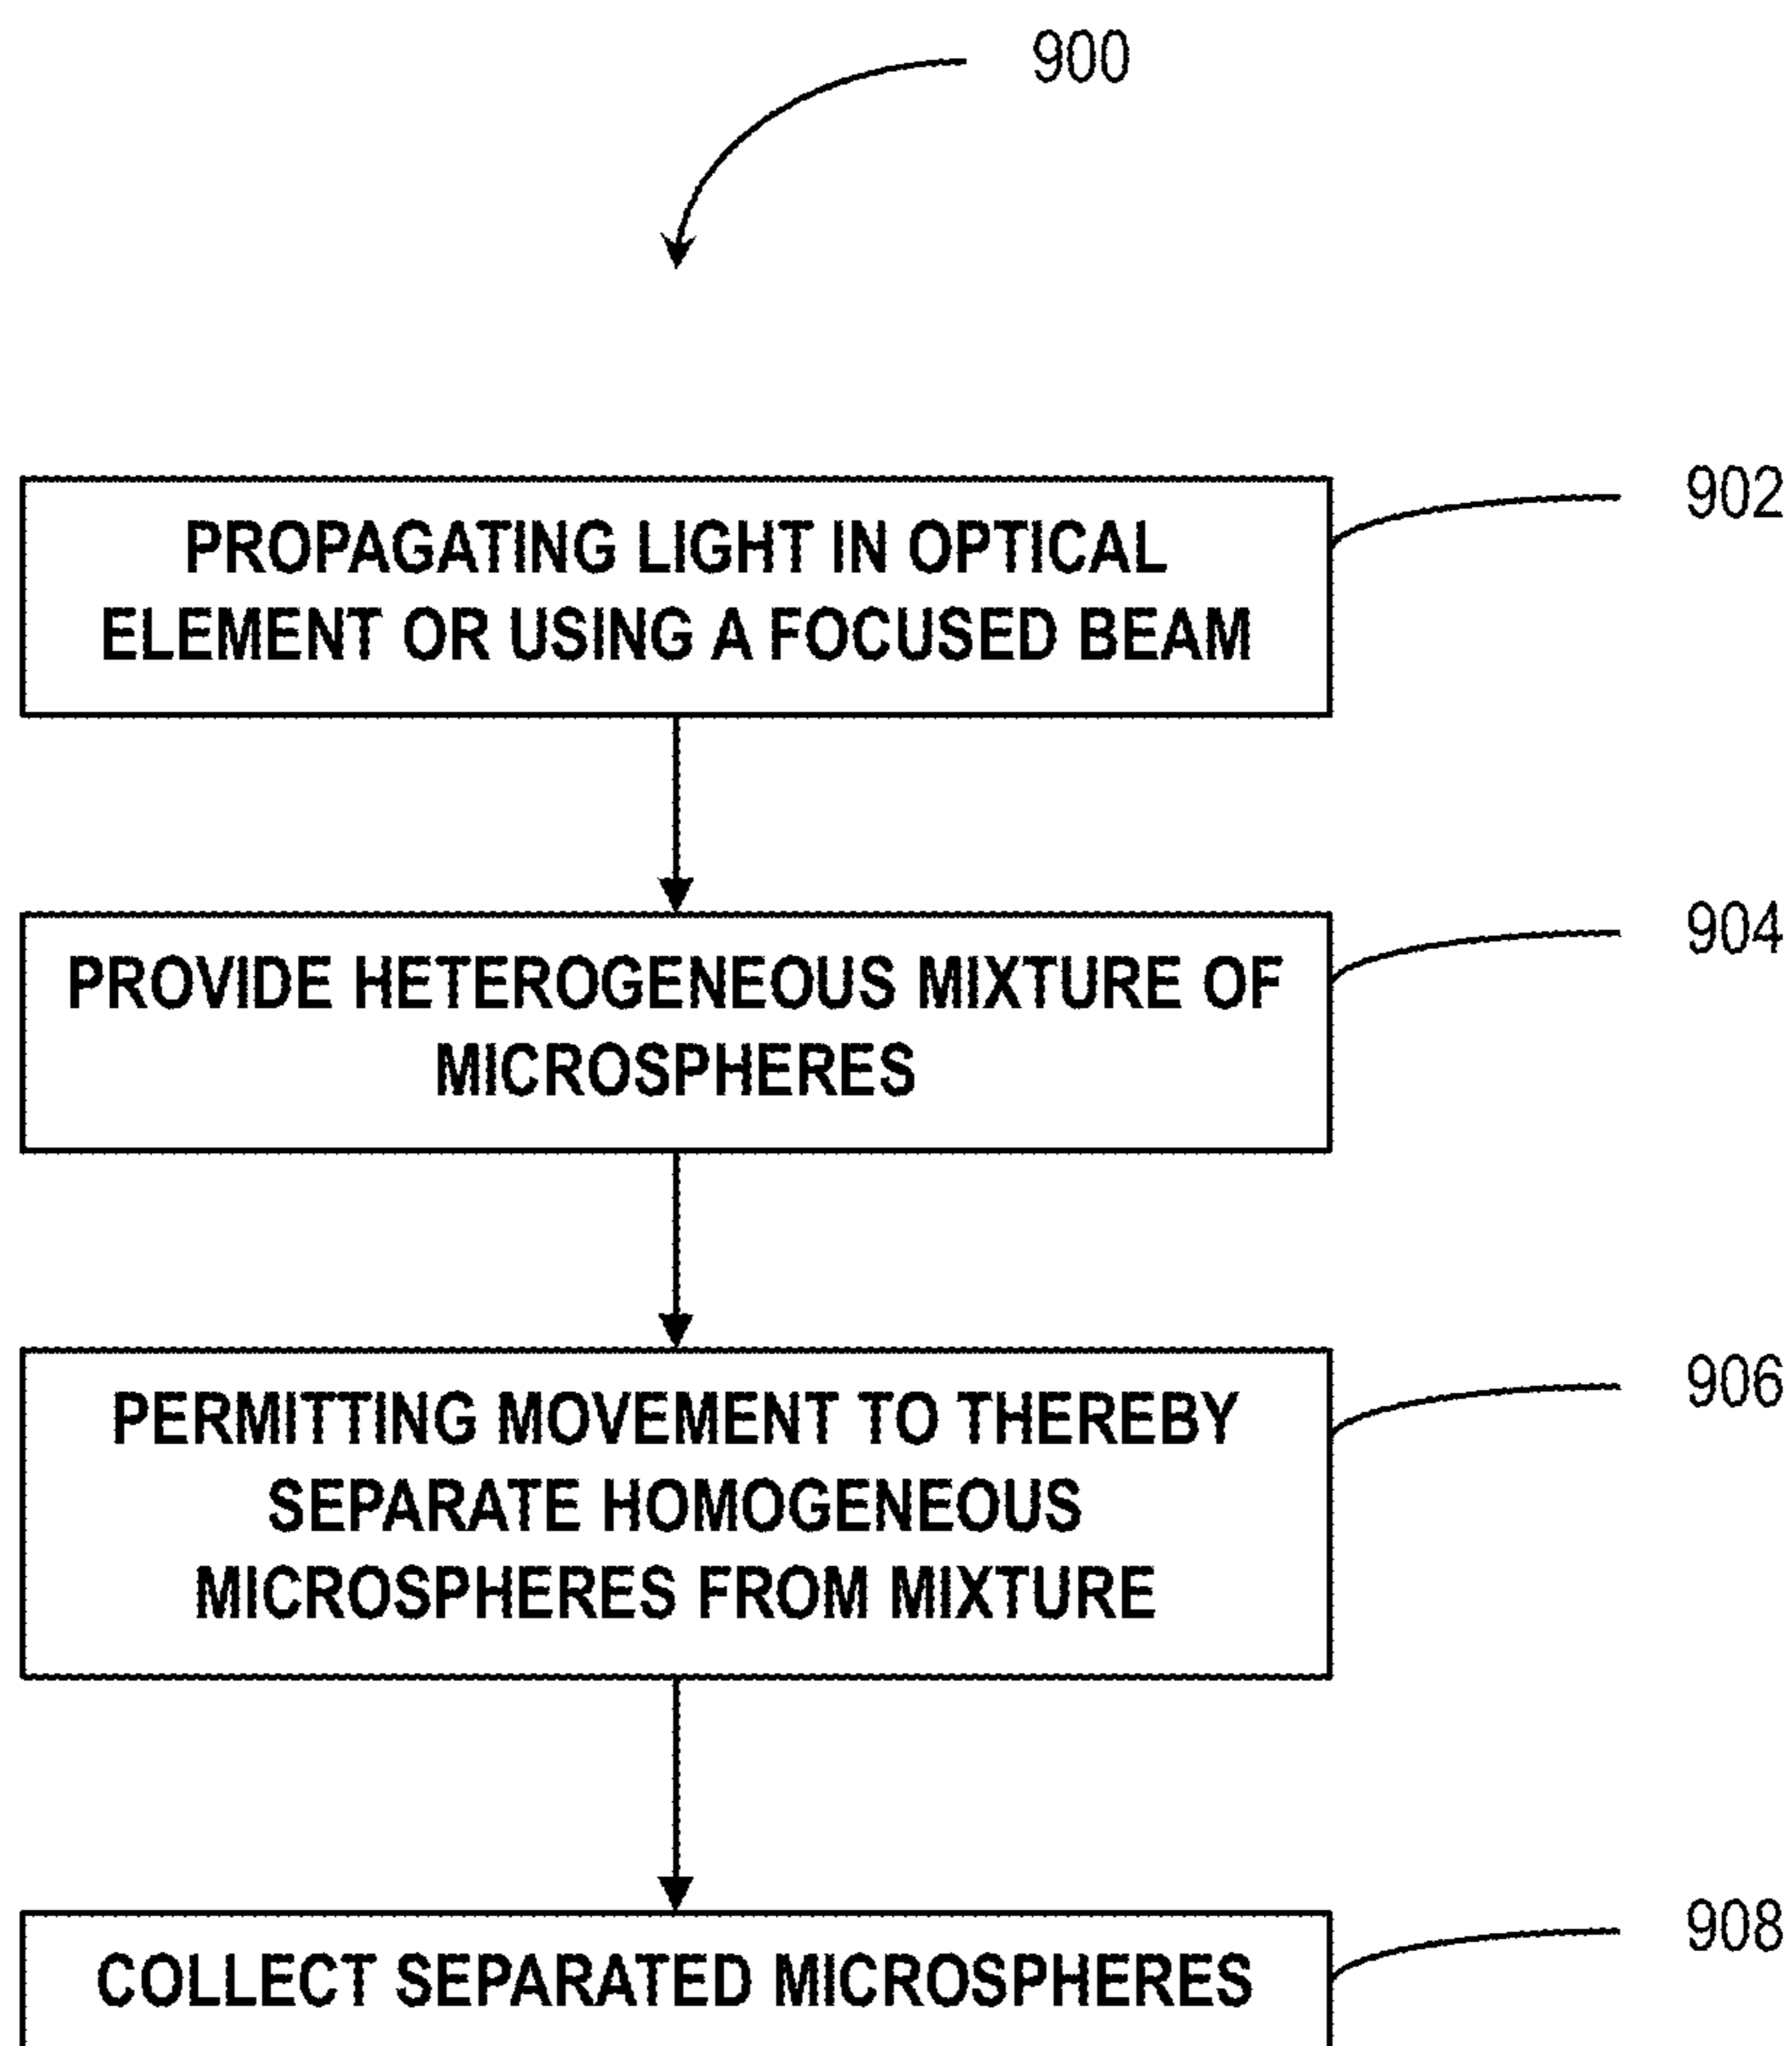 900
PROPAGATING LIGHT IN OPTICAL
ELEMENT OR USING A FOCUSED BEAM
902
PROVIDE HETEROGENEOUS MIXTURE OF
MICROSPHERES
904
PERMITTING MOVEMENT TO THEREBY
SEPARATE HOMOGENEOUS
MICROSPHERES FROM MIXTURE
906
COLLECT SEPARATED MICROSPHERES
908